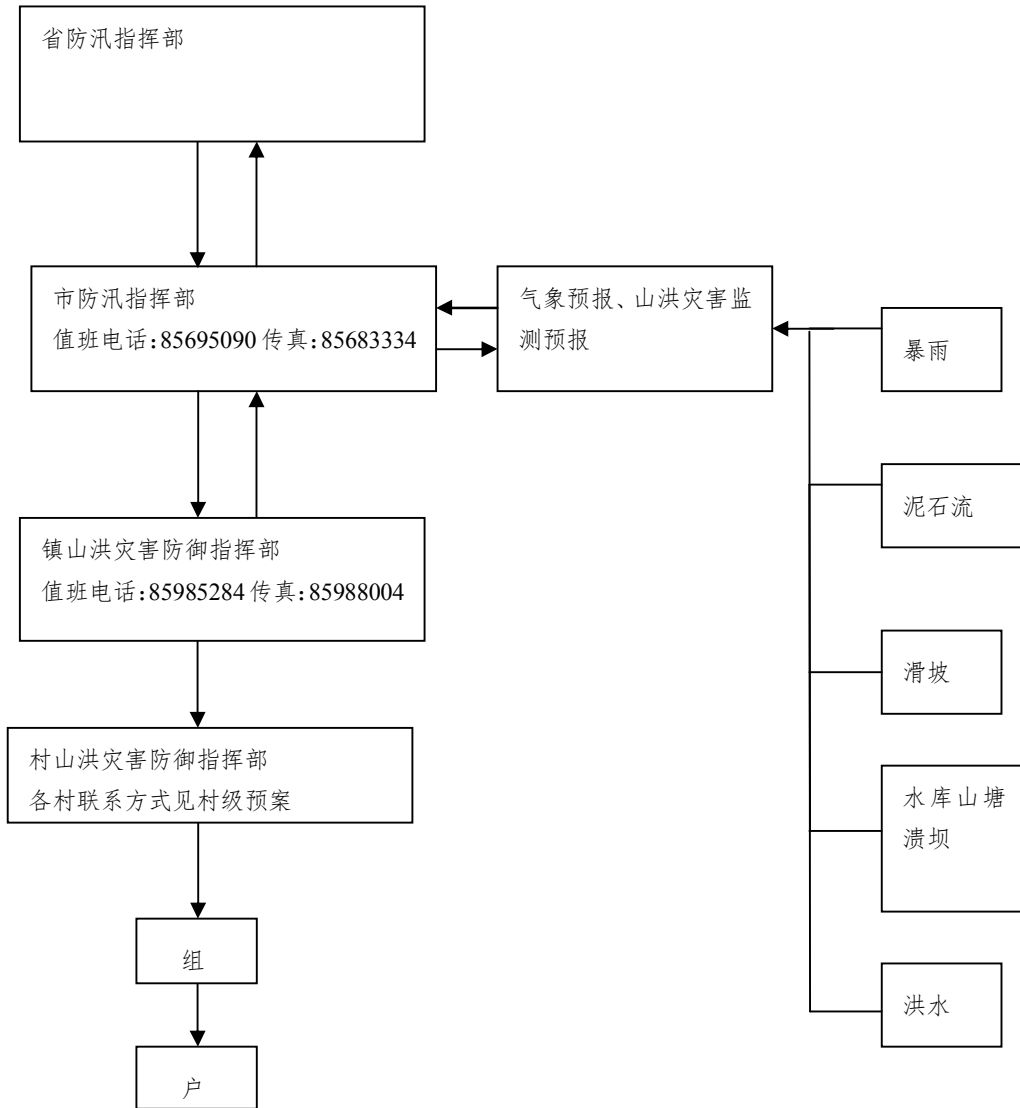 省防汛指挥部
市防汛指挥部
值班电话:85695090 传真:85683334
气象预报、山洪灾害监
测预报
暴雨
泥石流
镇山洪灾害防御指挥部
值班电话:85985284 传真:85988004
滑坡
村山洪灾害防御指挥部
各村联系方式见村级预案
水库山塘
溃坝
组
洪水
户